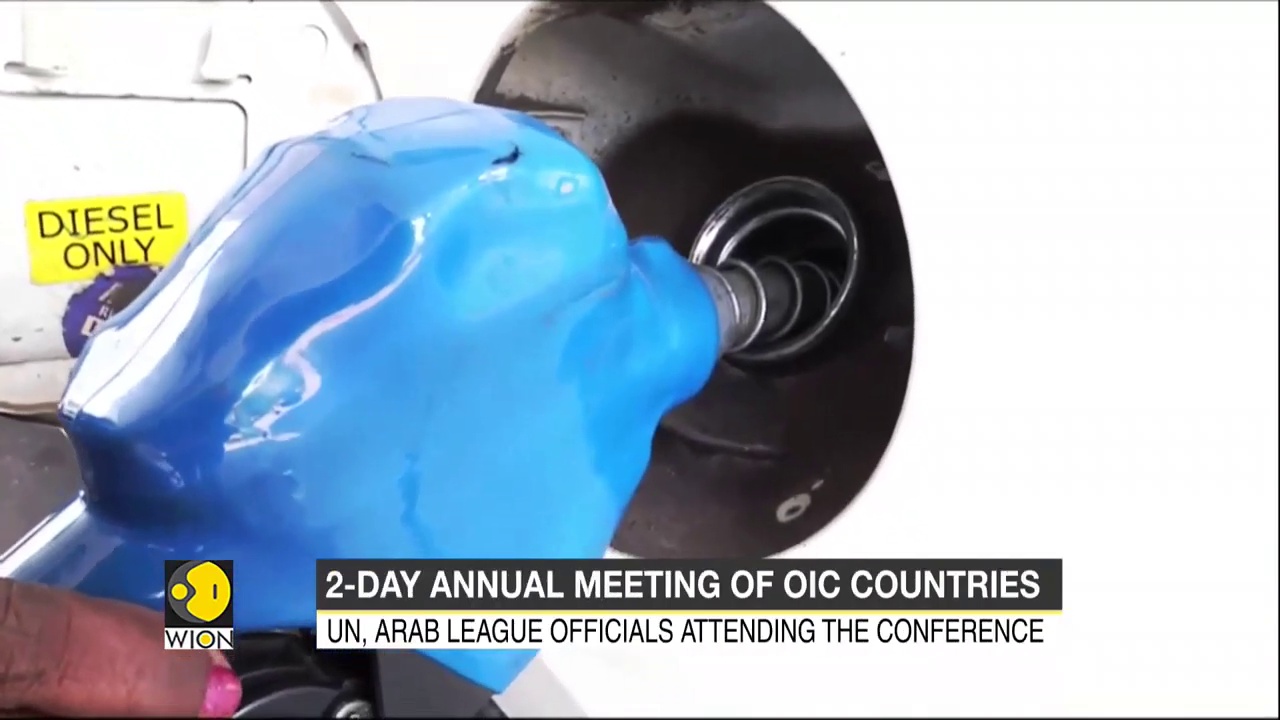 DIESEL
ONLY
2-DAY ANNUAL MEETING OF OIC COUNTRIES
UN, ARAB LEAGUE OFFICIALS ATTENDING THE CONFERENCE
WION